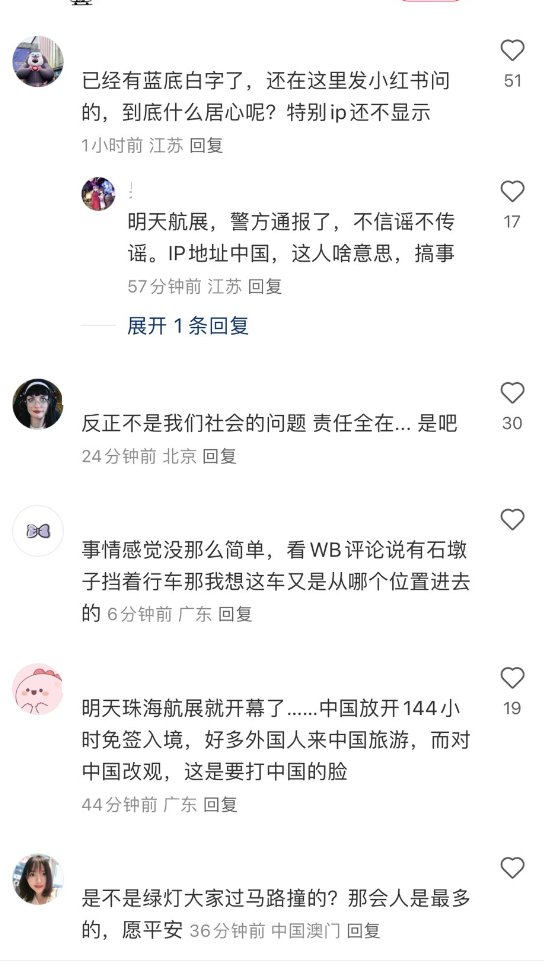 已经有蓝底白字了，还在这里发小红书问
的，到底什么居心呢？特别ip还不显示
1小时前 江苏 回复
51
明天航展，警方通报了，不信谣不传
谣。IP地址中国，这人啥意思，搞事
57分钟前 江苏 回复
17
展开 1 条回复
反正不是我们社会的问题 责任全在... 是吧
24分钟前 北京 回复
30
事情感觉没那么简单，看WB评论说有石墩
子挡着行车那我想这车又是从哪个位置进去
的 6分钟前 广东 回复
明天珠海航展就开幕了......中国放开144小
时免签入境，好多外国人来中国旅游，而对
中国改观，这是要打中国的脸
44分钟前 广东 回复
19
是不是绿灯大家过马路撞的？那会人是最多
的，愿平安 36分钟前 中国澳门 回复